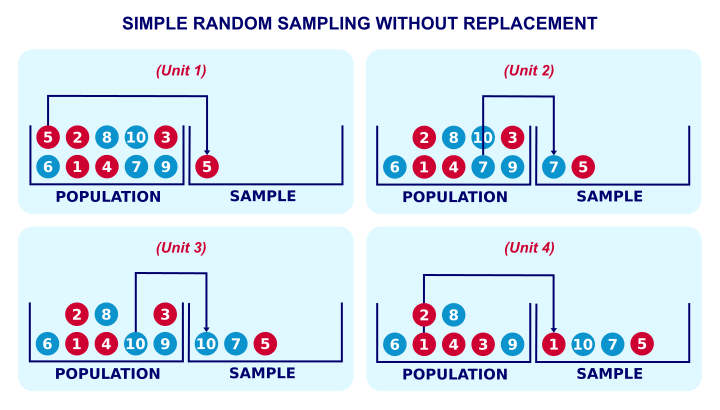 SIMPLE RANDOM SAMPLING WITHOUT REPLACEMENT
(Unit 1)
5 2 8 10 3
6 1 4 7 9 5
POPULATION SAMPLE
(Unit 2)
2 8 10 3
6 1 4 7 9 7 5
POPULATION SAMPLE
(Unit 3)
2 8 3
6 1 4 10 9 10 7 5
POPULATION SAMPLE
(Unit 4)
2 8
6 1 4 3 9 1 10 7 5
POPULATION SAMPLE